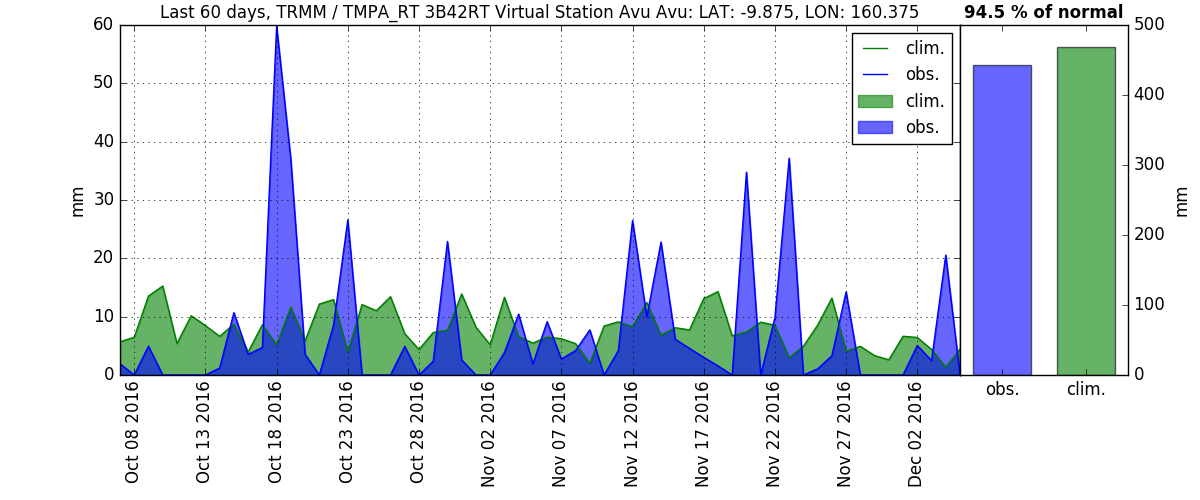 Last 60 days, TRMM / TMPA_RT 3B42RT Virtual Station Avu Avu: LAT: -9.875, LON: 160.375
94.5 % of normal
60
50
40
30
20
10
0
mm
clim.
obs.
clim.
obs.
500
400
300
200
100
0
mm
Oct 08 2016
Oct 13 2016
Oct 18 2016
Oct 23 2016
Oct 28 2016
Nov 02 2016
Nov 07 2016
Nov 12 2016
Nov 17 2016
Nov 22 2016
Nov 27 2016
Dec 02 2016
obs.
clim.